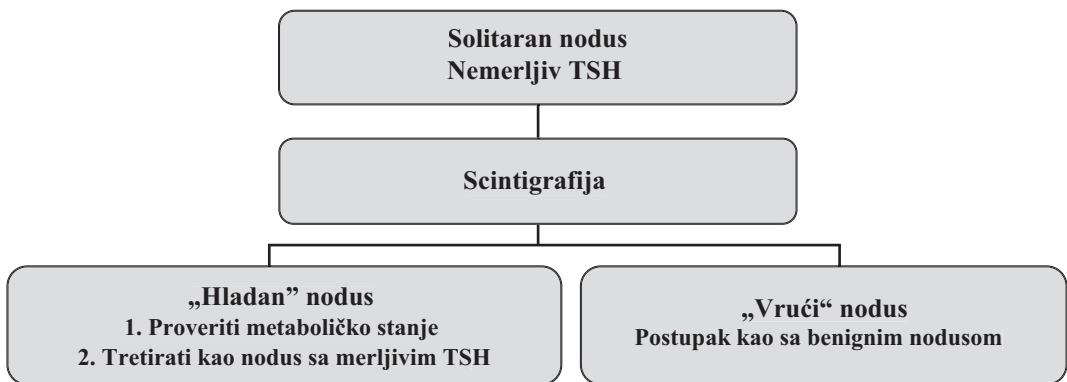 Solitaran nodus
Nemerljiv TSH
Scintigrafija
„Hladan” nodus
1. Proveriti metaboličko stanje
2. Tretirati kao nodus sa merljivim TSH
„Vrući“ nodus
Postupak kao sa benignim nodusom